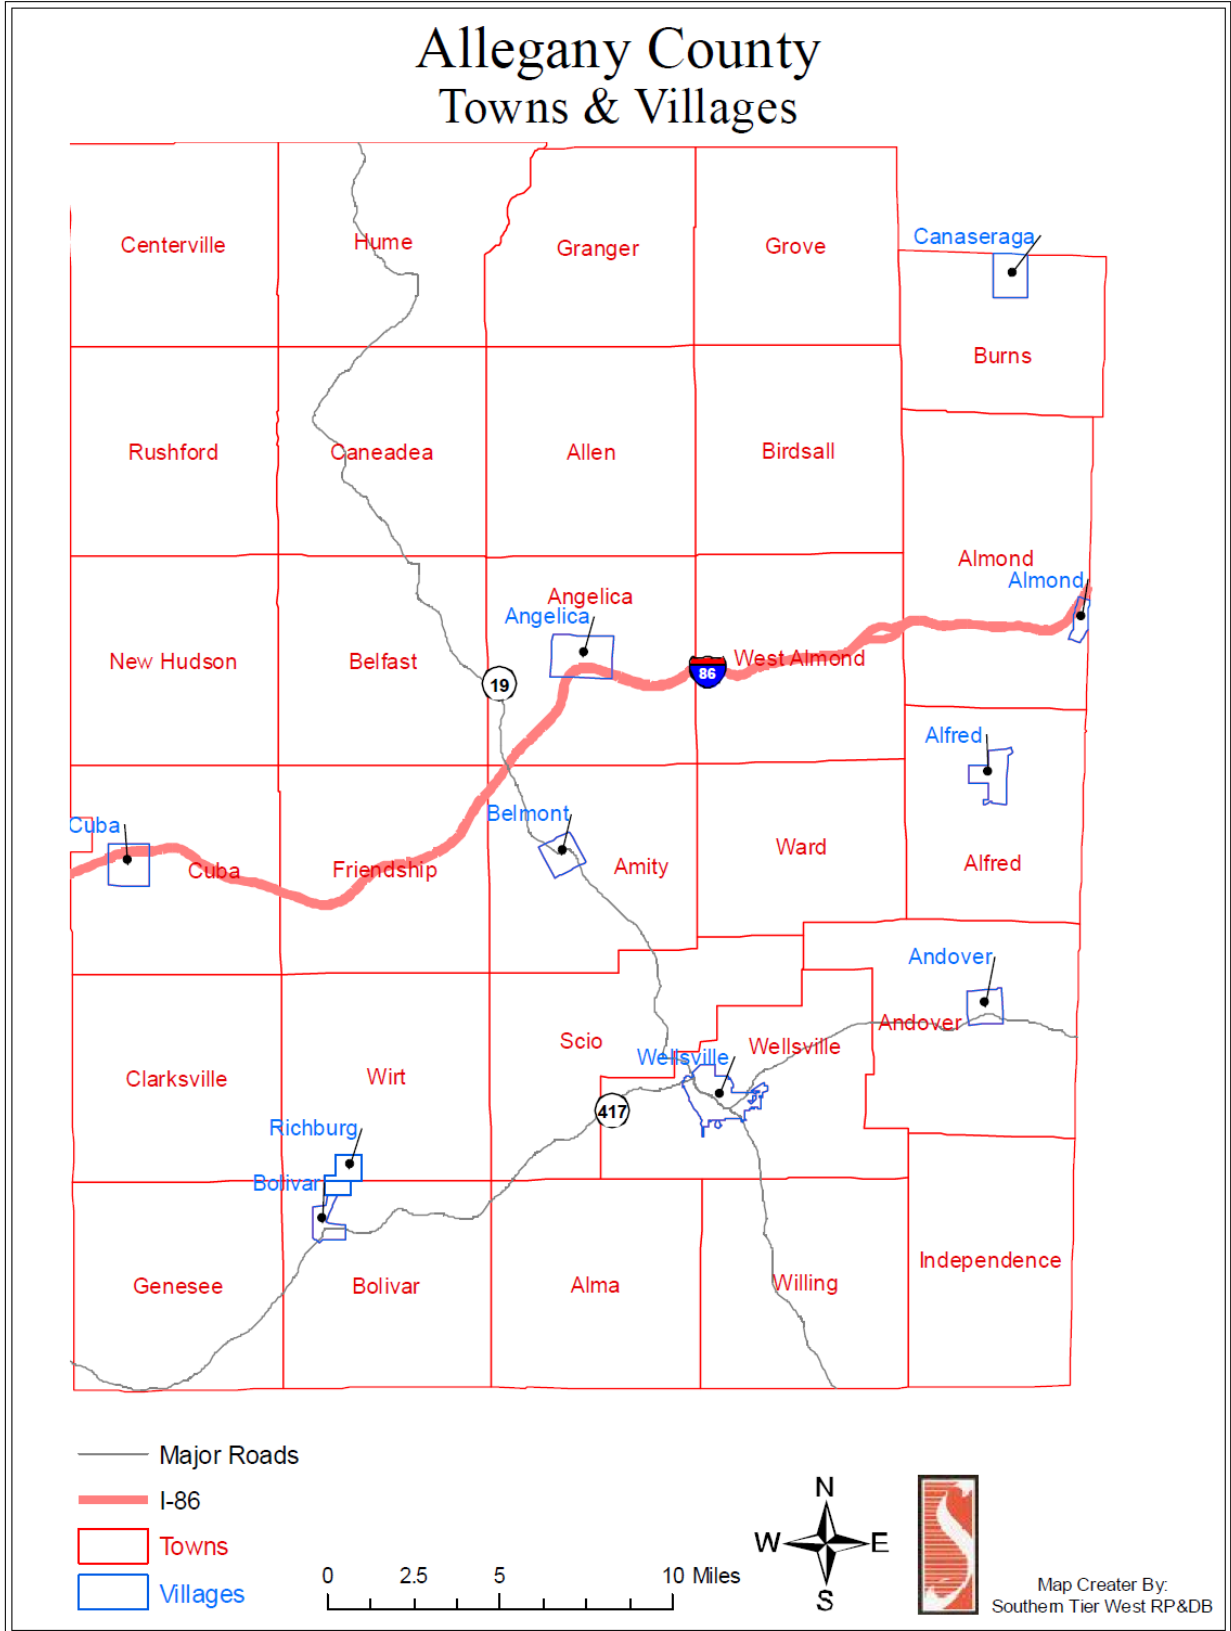 Allegany County
Towns & Villages
Centerville
Hume
Granger
Grove
Canaseraga
Burns
Rushford
Caneadea
Allen
Birdsall
Almond
Almond
Angelica
Angelica
New Hudson
Belfast
West Almond
19
86
Alfred
Cuba
Belmont
Cuba
Friendship
Amity
Ward
Alfred
Andover
Andover
Scio
Wellsville
Wellsville
Clarksville
Wirt
417
Richburg
Bolivar
Genesee
Bolivar
Alma
Willing
Independence
Major Roads
I-86
Towns
Villages
0 2.5 5 10 Miles
N
W E
S
Map Creater By:
Southern Tier West RP&DB